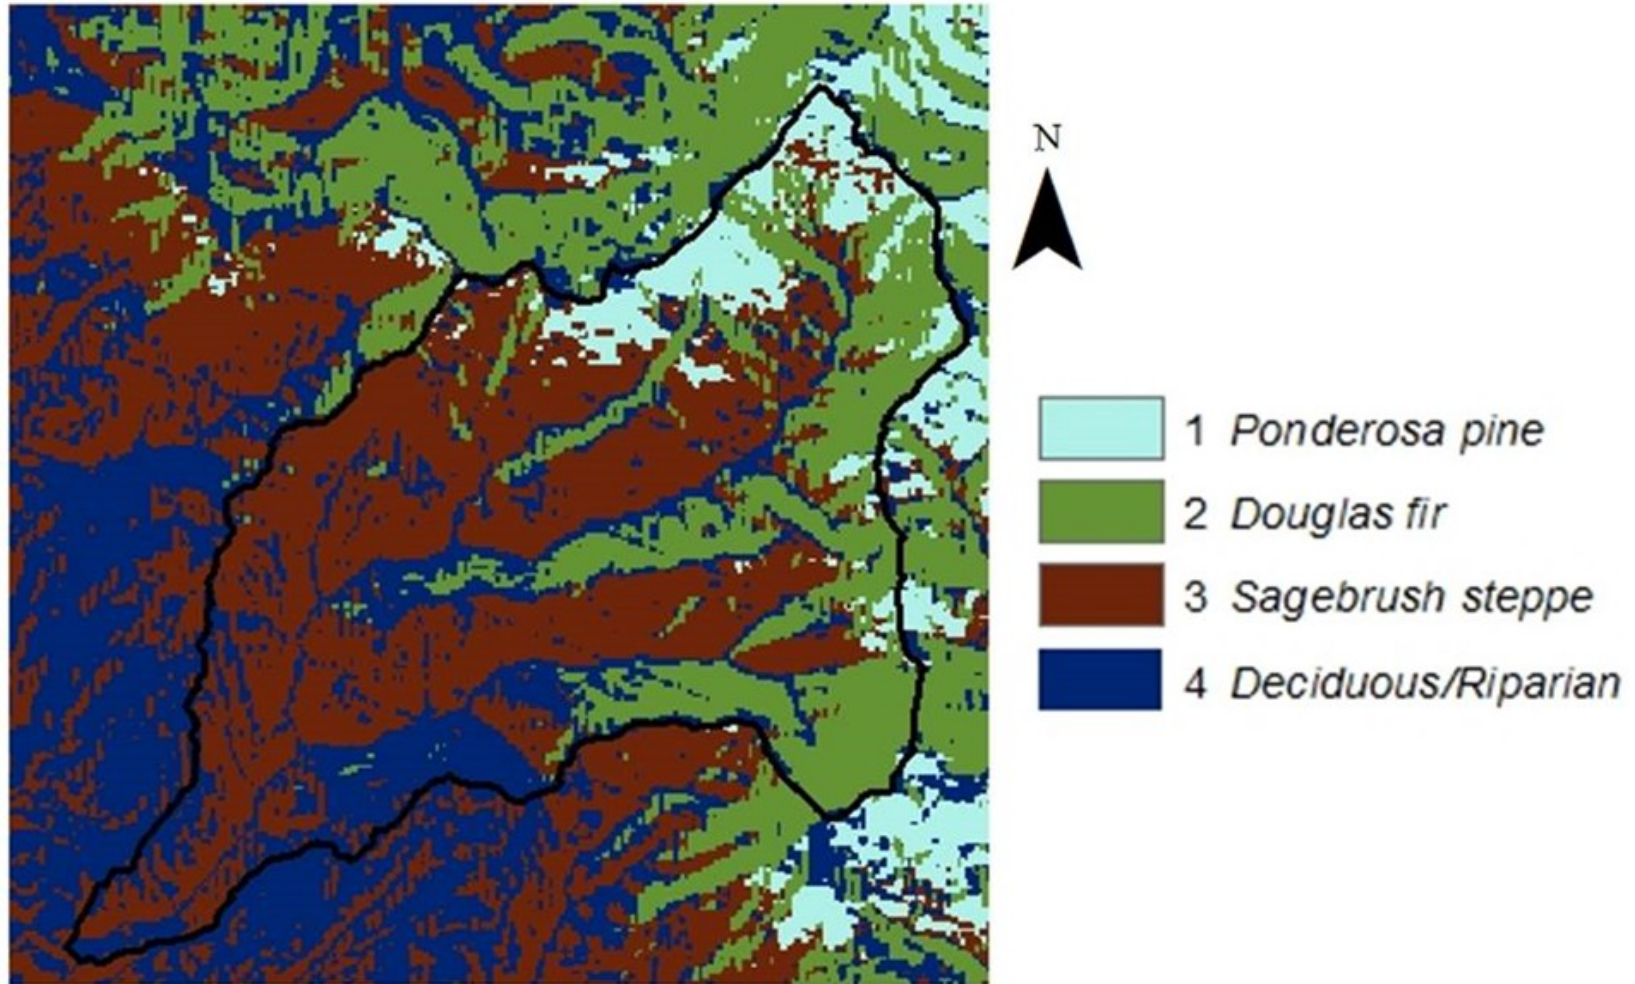 N
1 Ponderosa pine
2 Douglas fir
3 Sagebrush steppe
4 Deciduous/Riparian